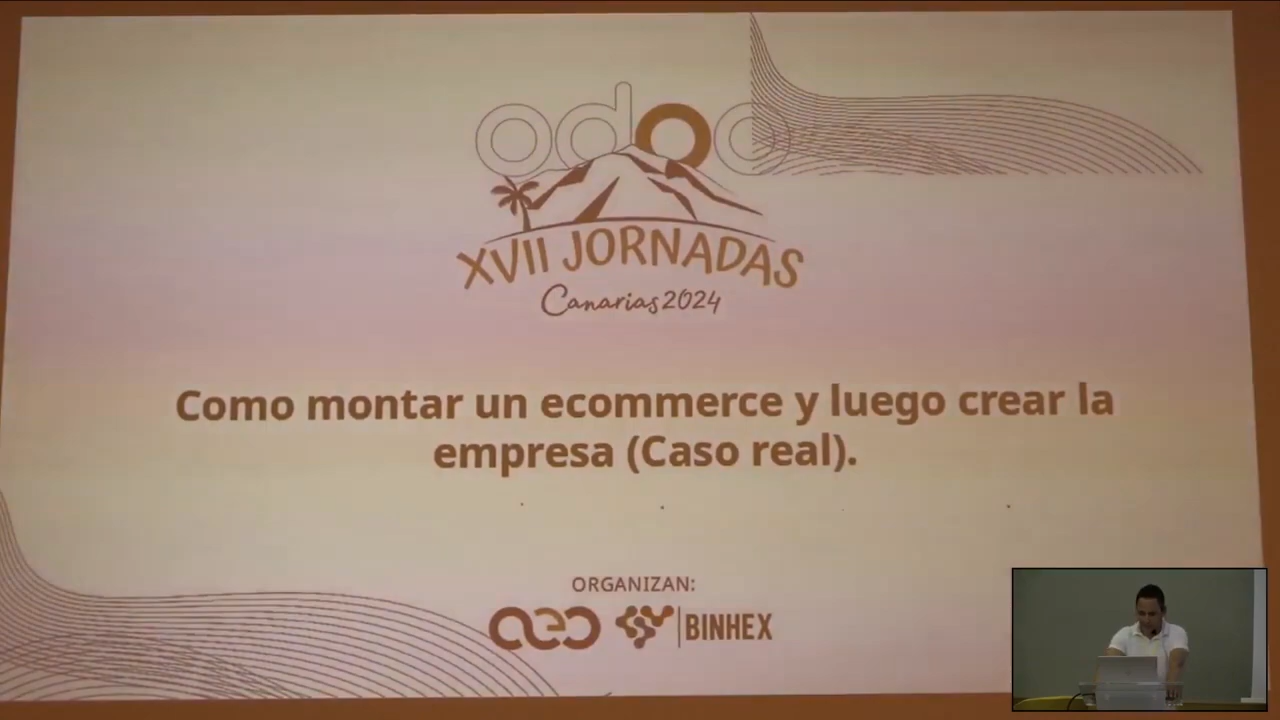 odoo
XVII JORNADAS
Canarias 2024
Como montar un ecommerce y luego crear la
empresa (Caso real).
ORGANIZAN:
aeo BINHEX